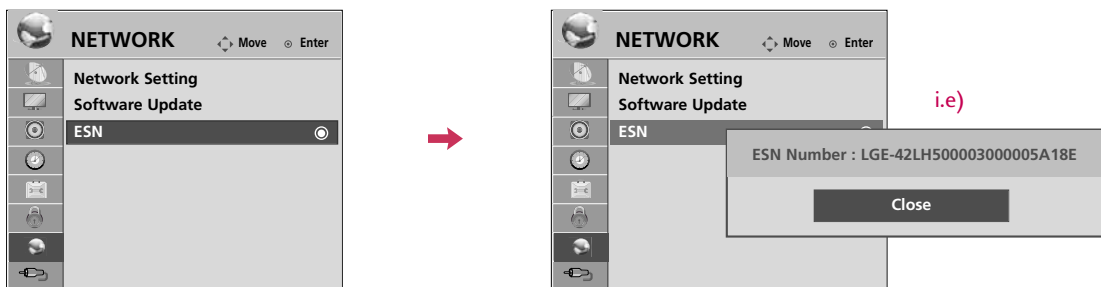 NETWORK
Move
Enter
Network Setting
Software Update
ESN
NETWORK
Move
Enter
Network Setting
Software Update
ESN
i.e)
ESN Number : LGE-42LH500003000005A18E
Close